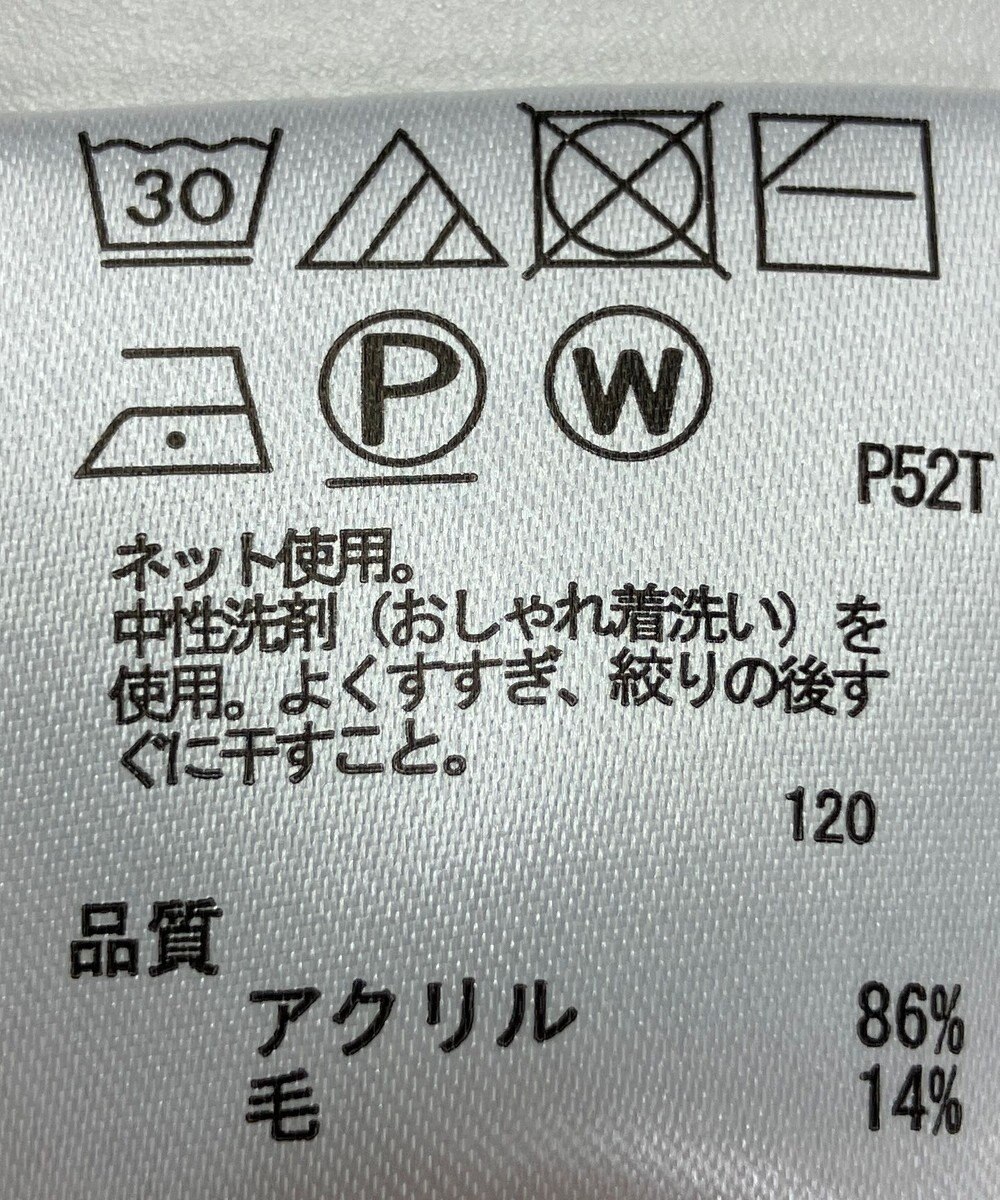 30
P W
P52T
ネット使用。
中性洗剤（おしゃれ着洗い）を
使用。よくすすぎ、絞りの後す
ぐに干すこと。
120
品質
アクリル 86%
毛 14%